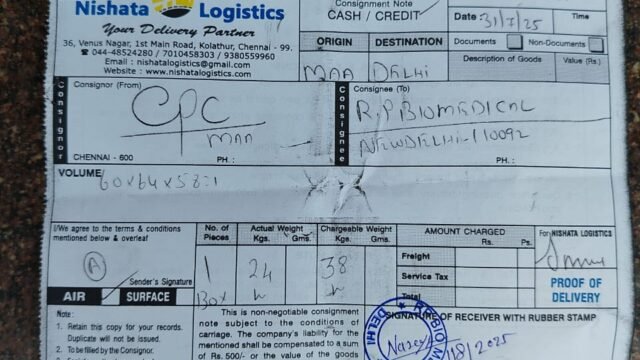 Nishata Logistics
Your Delivery Partner
36, Venus Nagar, 1st Main Road, Kolathur, Chennai - 99.
☎ 044-48524280 / 7010458303 / 9380559960
Email : nishatalogistics@gmail.com
Website : www.nishatalogistics.com
Consignment Note
CASH / CREDIT
ORIGIN DESTINATION
MAA DELHI
Date : 31/7/25 Time
Documents Non-Documents
Description of Goods Value (Rs.)
Consignor
Consignor (From)
CPC
MAA
CHENNAI - 600 PH. :
Consignee
Consignee (To)
R.P BIOMEDICAL
NEW DELHI - 110092
PH. :
VOLUME/
60x64x58:1
I/We agree to the terms & conditions
mentioned below & overleaf
A
Sender's Signature
AIR SURFACE
No. of
Pieces
1
Box
Actual Weight
Kgs. Gms.
24
Chargeable Weight
Kgs. Gms.
38
AMOUNT CHARGED
Rs. Ps.
Freight
Service Tax
Total
For NISHATA LOGISTICS
PROOF OF
DELIVERY
Note :
1. Retain this copy for your records.
Duplicate will not be issued.
2. To be filled by the Consignor.
This is non-negotiable consignment
note subject to the conditions of
carriage. The company's liability for
the mentioned shall be compensated to a
sum of Rs. 500/- or the value of the goods
SIGNATURE OF RECEIVER WITH RUBBER STAMP
DELHI
/8/2025